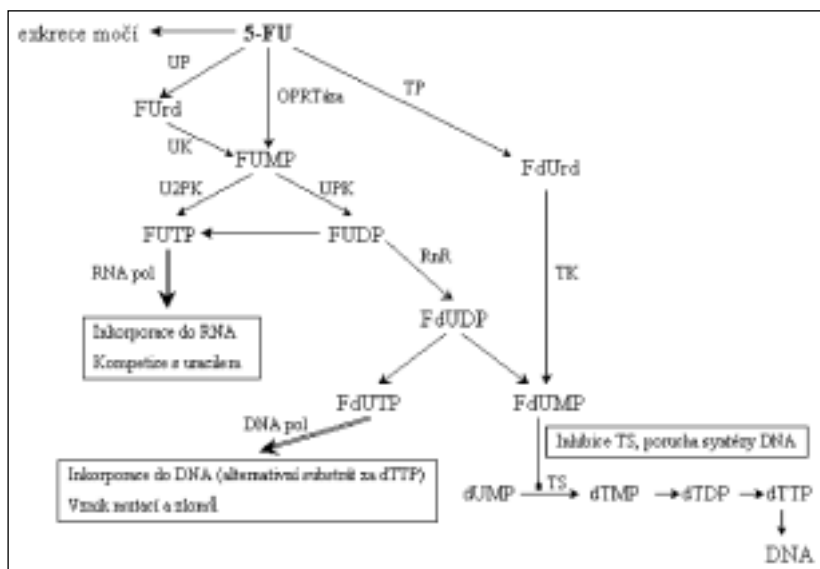 exkrece močí
5-FU
UP
OPRTáza
TP
FUrd
UK
FUMP
FdUrd
U2PK
UPK
FUTP
FUDP
RnR
TK
RNA pol
FdUDP
Inkorporace do RNA
Kompetice s uracilem
FdUTP
FdUMP
DNA pol
Inhibice TS, porucha systézy DNA
Inkorporace do DNA (alternativní substrát za dTTP)
Vznik mutací a zlomů
dUMP
TS
dTMP
dTDP
dTTP
DNA